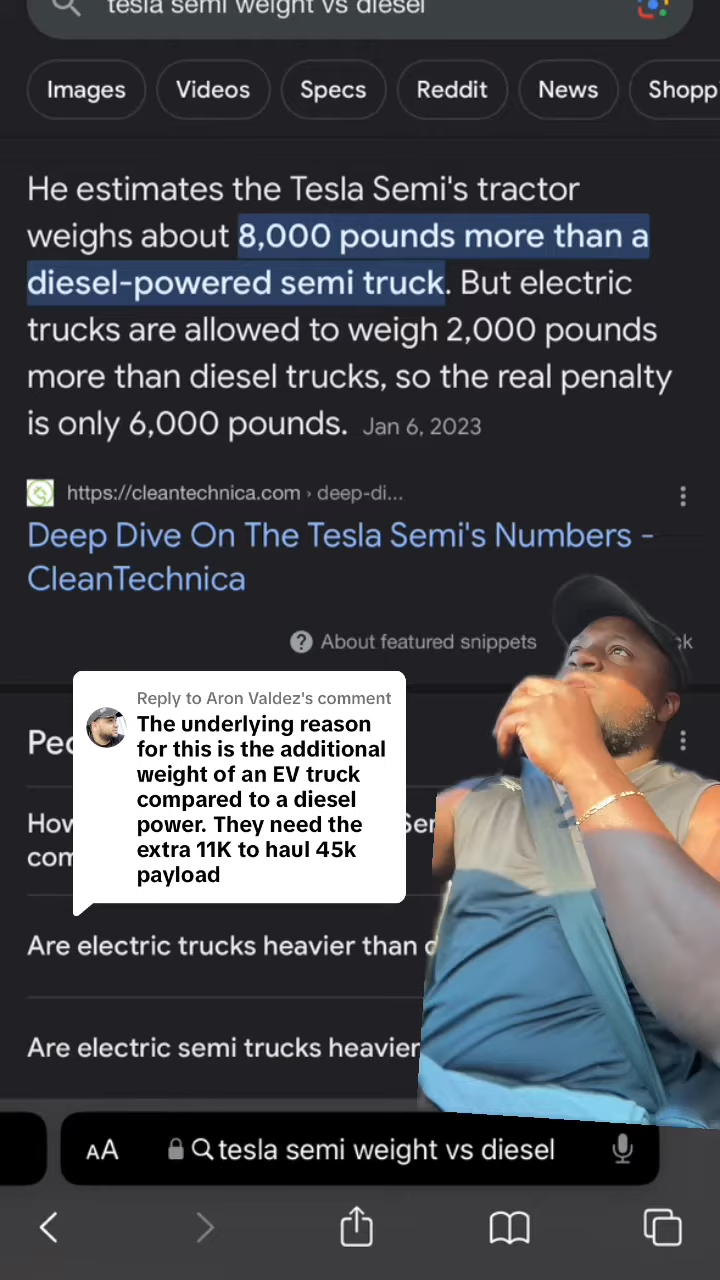 tesla semi weight vs diesel
Images Videos Specs Reddit News Shopp
He estimates the Tesla Semi's tractor
weighs about 8,000 pounds more than a
diesel-powered semi truck. But electric
trucks are allowed to weigh 2,000 pounds
more than diesel trucks, so the real penalty
is only 6,000 pounds. Jan 6, 2023
https://cleantechnica.com › deep-di...
Deep Dive On The Tesla Semi's Numbers -
CleanTechnica
About featured snippets
Reply to Aron Valdez's comment
The underlying reason
for this is the additional
weight of an EV truck
compared to a diesel
power. They need the
extra 11K to haul 45k
payload
Are electric trucks heavier than
Are electric semi trucks heavier
AA tesla semi weight vs diesel